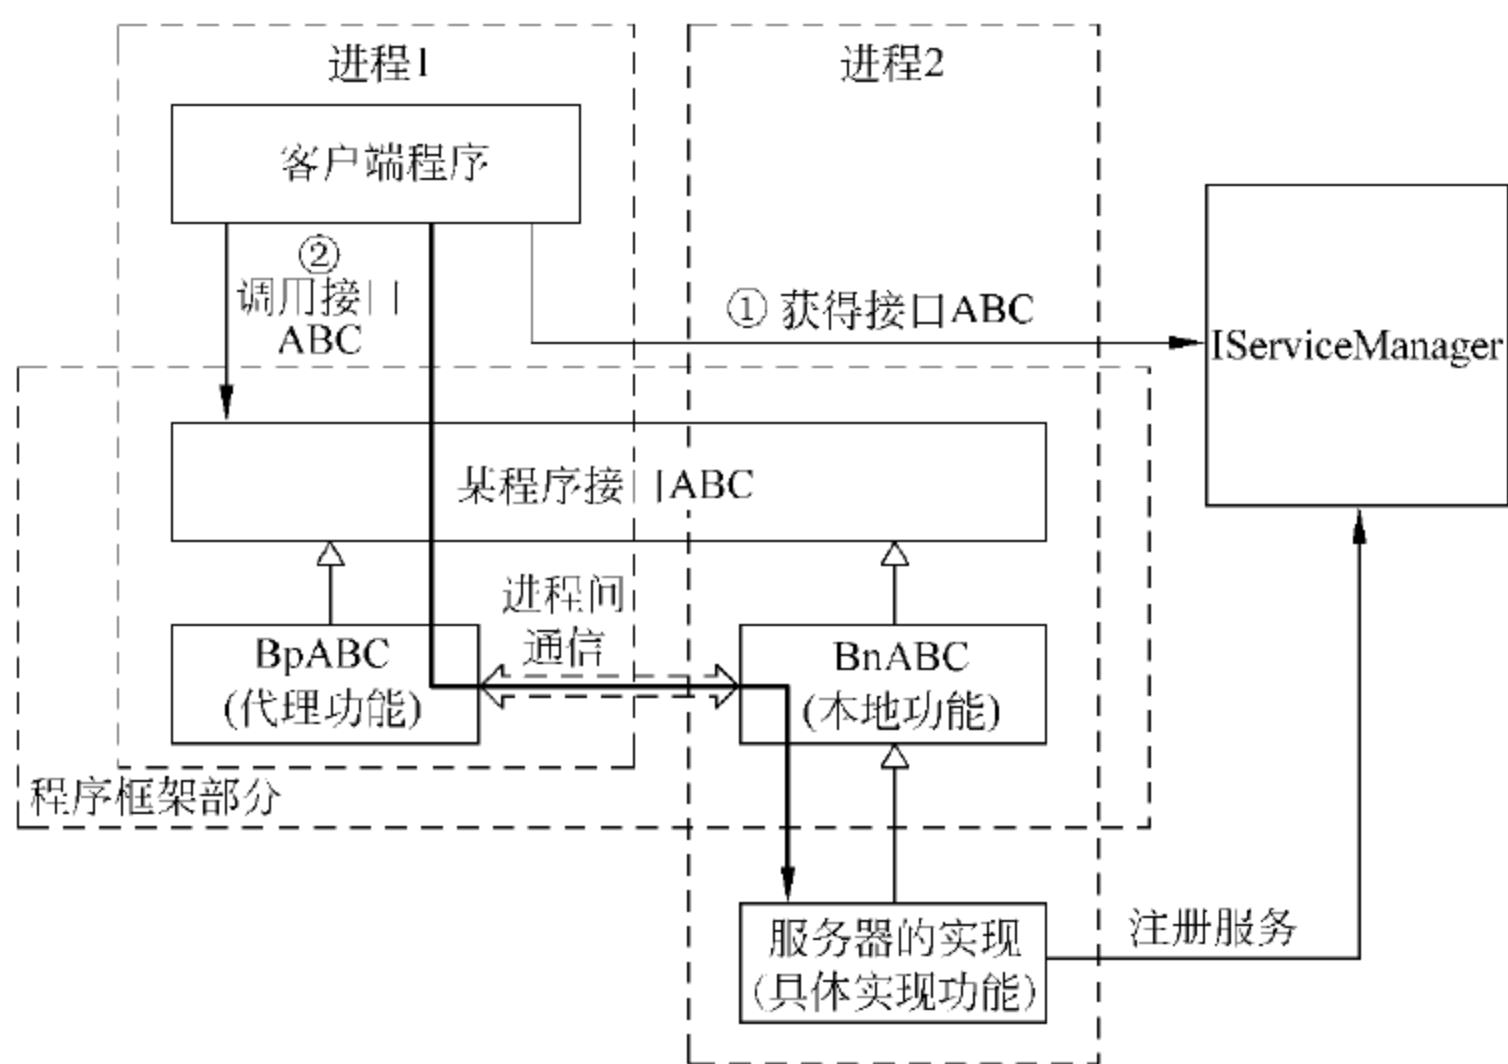 进程1
进程2
客户端程序
②
调用接口
ABC
① 获得接口ABC
IServiceManager
某程序接口ABC
进程间
通信
BpABC
(代理功能)
BnABC
(本地功能)
程序框架部分
服务器的实现
(具体实现功能)
注册服务